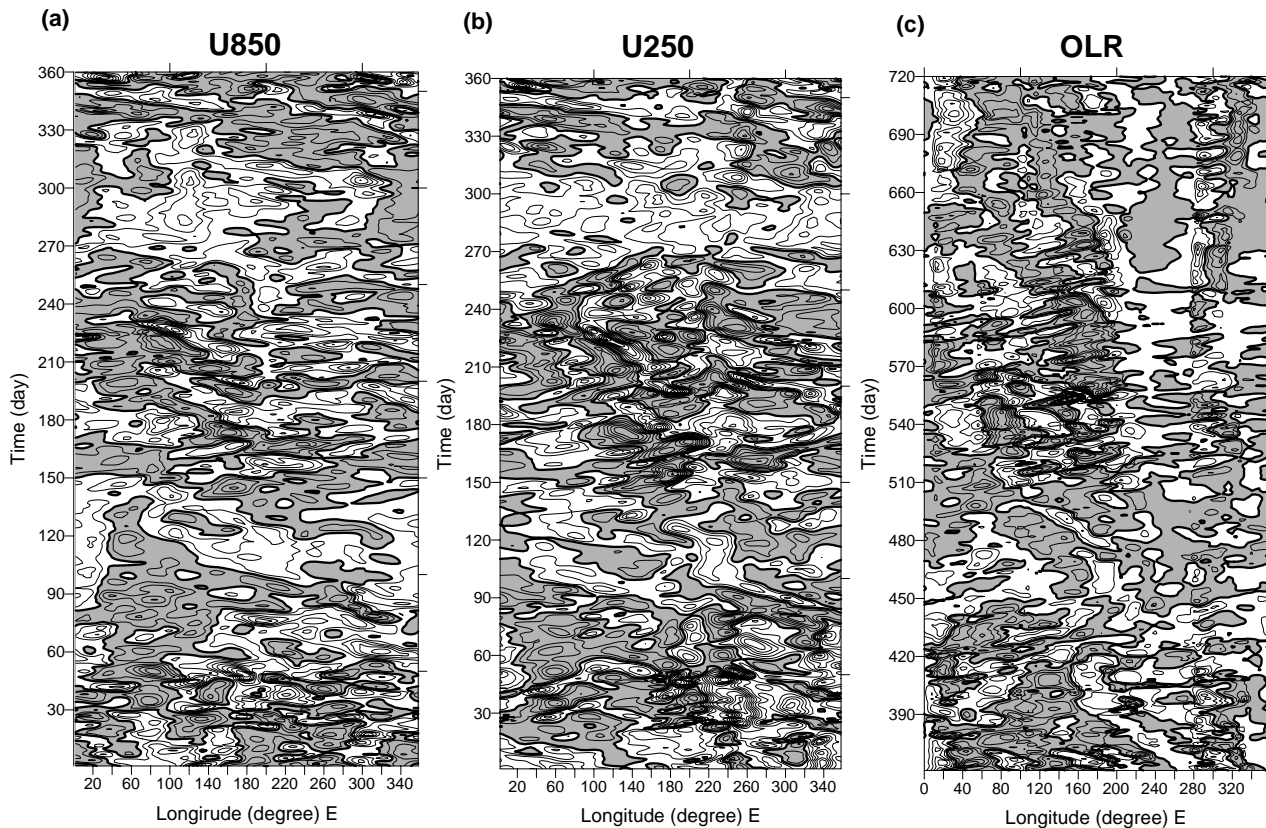 (a)
U850
360
330
300
270
240
210
180
150
120
90
60
30
Time (day)
20 60 100 140 180 220 260 300 340
Longirude (degree) E
(b)
U250
360
330
300
270
240
210
180
150
120
90
60
30
Time (day)
20 60 100 140 180 220 260 300 340
Longitude (degree) E
(c)
OLR
720
690
660
630
600
570
540
510
480
450
420
390
Time (day)
0 40 80 120 160 200 240 280 320
Longitude (degree) E